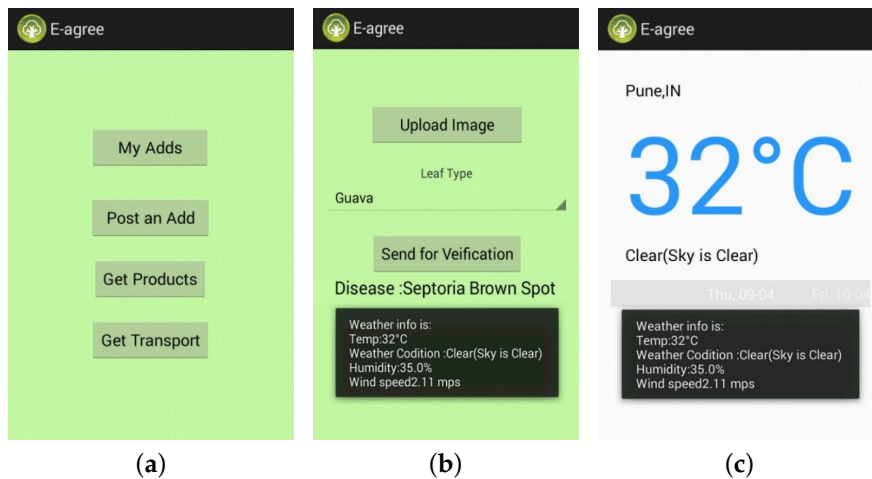 E-agree
My Adds
Post an Add
Get Products
Get Transport
(a)
E-agree
Upload Image
Leaf Type
Guava
Send for Veification
Disease :Septoria Brown Spot
Weather info is:
Temp:32°C
Weather Codition :Clear(Sky is Clear)
Humidity:35.0%
Wind speed2.11 mps
(b)
E-agree
Pune,IN
32°C
Clear(Sky is Clear)
Thu, 09-04 Fri, 10-04
Weather info is:
Temp:32°C
Weather Codition :Clear(Sky is Clear)
Humidity:35.0%
Wind speed2.11 mps
(c)